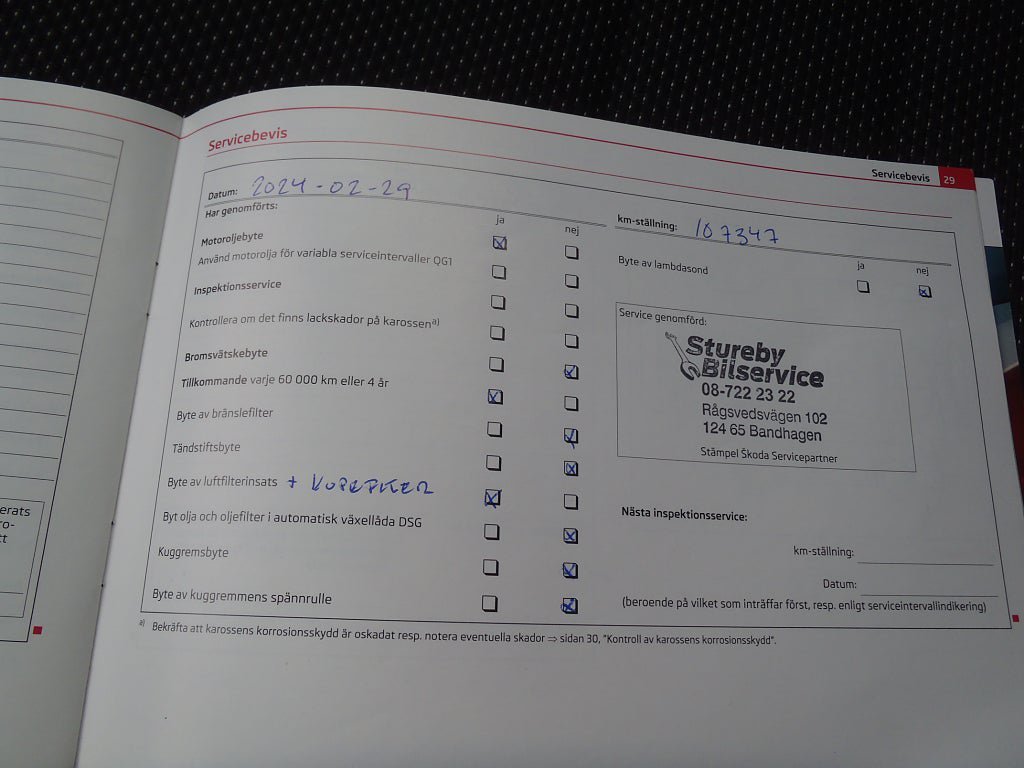 Servicebevis
Servicebevis 29
Datum: 2024-02-29
km-ställning: 107347
Har genomförts:
ja nej
Motoroljebyte
Använd motorolja för variabla serviceintervaller QG1
Inspektionsservice
Kontrollera om det finns lackskador på karossen a)
Bromsvätskebyte
Tillkommande varje 60 000 km eller 4 år
Byte av bränslefilter
Tändstiftsbyte
Byte av luftfilterinsats + KUPEFILTER
Byt olja och oljefilter i automatisk växellåda DSG
Kuggremsbyte
Byte av kuggremmens spännrulle
ja nej
Byte av lambdasond
Service genomförd:
Stureby
Bilservice
08-722 23 22
Rågsvedsvägen 102
124 65 Bandhagen
Stämpel Škoda Servicepartner
Nästa inspektionsservice:
km-ställning:
Datum:
(beroende på vilket som inträffar först, resp. enligt serviceintervallindikering)
a) Bekräfta att karossens korrosionsskydd är oskadat resp. notera eventuella skador ⇒ sidan 30, "Kontroll av karossens korrosionsskydd".